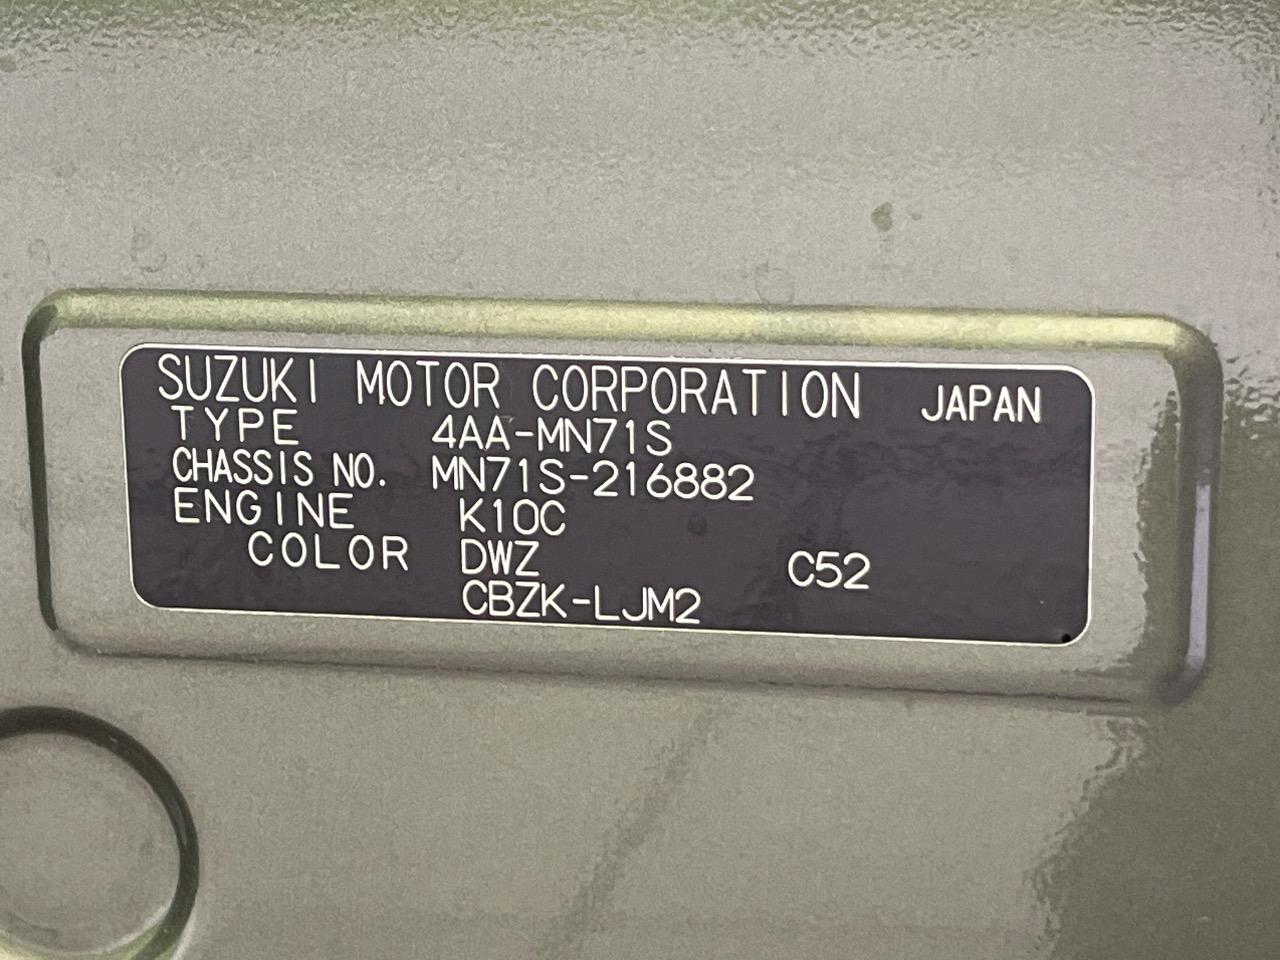 SUZUKI MOTOR CORPORATION JAPAN
TYPE 4AA-MN71S
CHASSIS NO. MN71S-216882
ENGINE K10C
COLOR DWZ C52
CBZK-LJM2